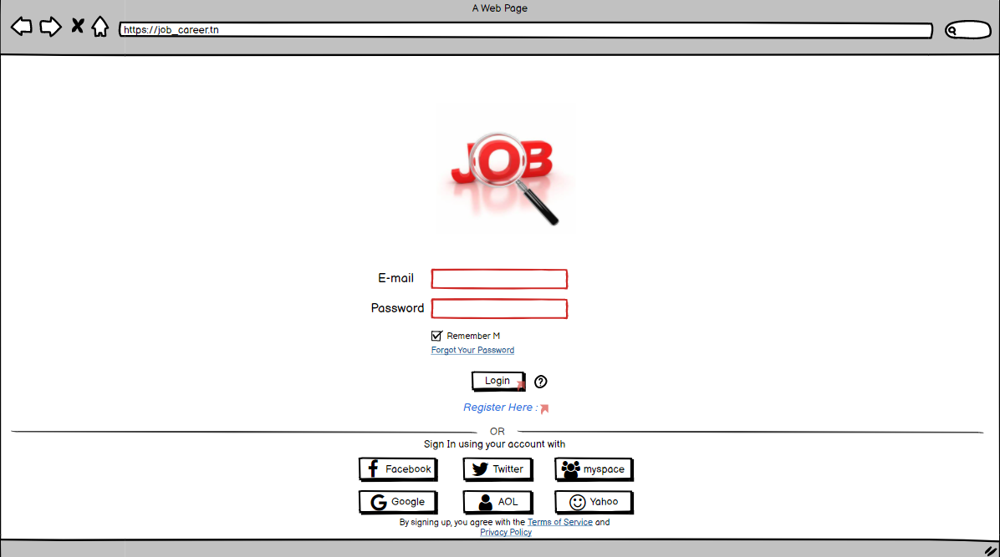 A Web Page
https://job_career.tn
JOB
E-mail
Password
Remember M
Forgot Your Password
Login ?
Register Here :
OR
Sign In using your account with
Facebook Twitter myspace
Google AOL Yahoo
By signing up, you agree with the Terms of Service and
Privacy Policy